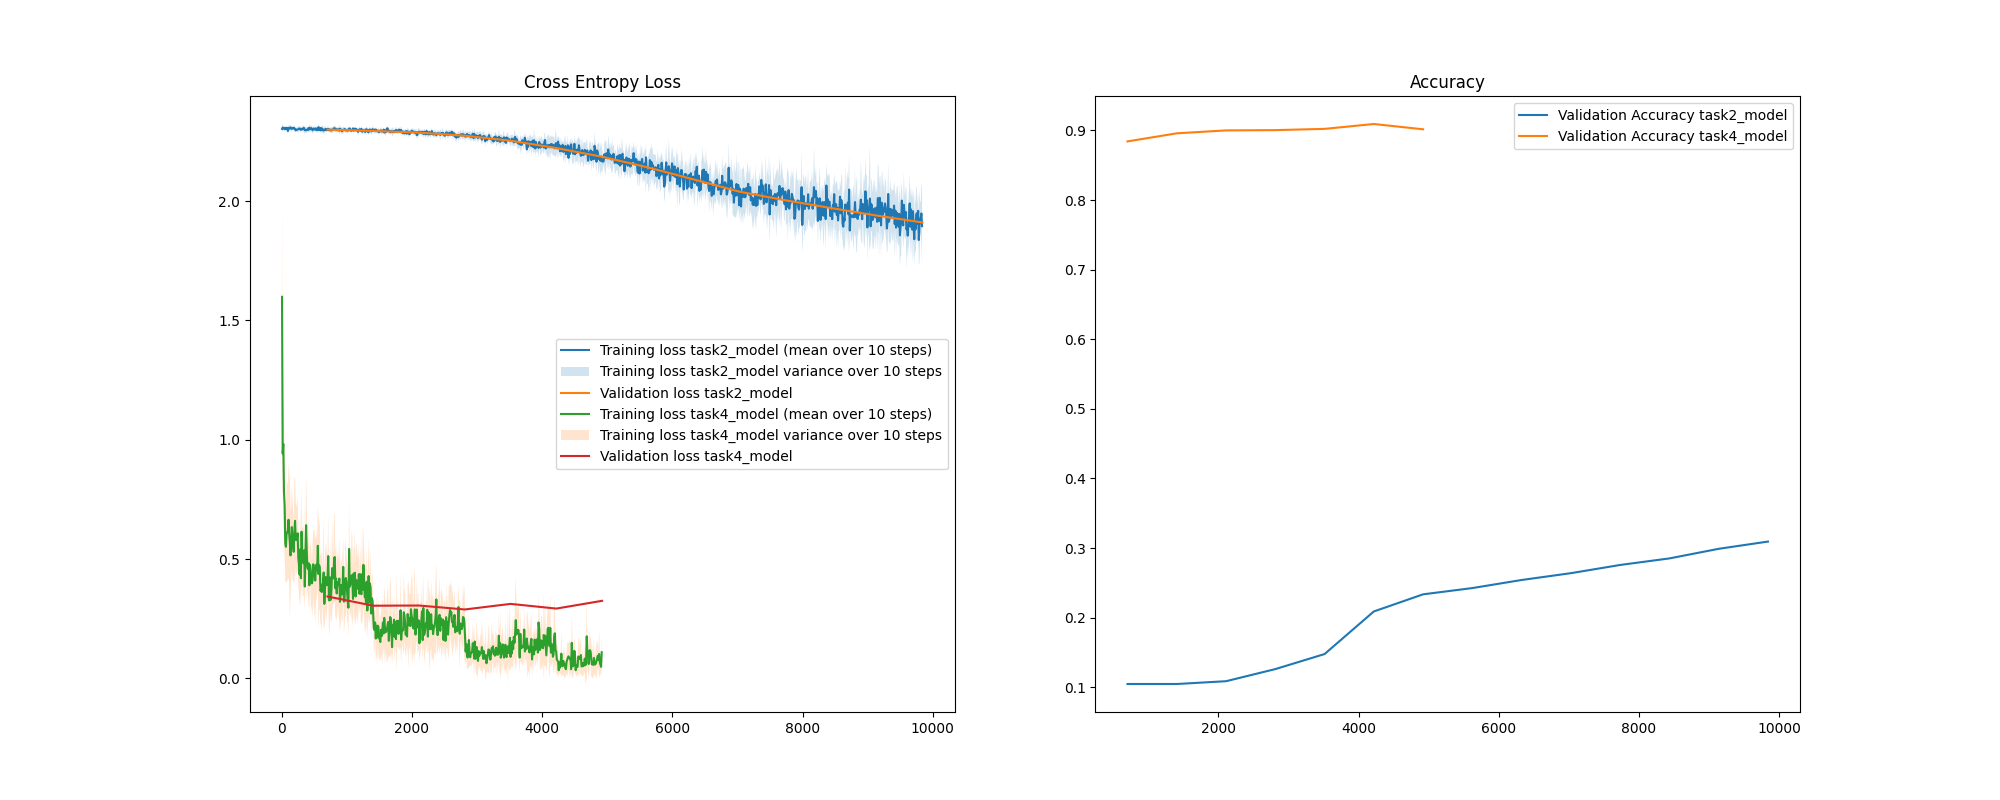 Cross Entropy Loss
2.0
1.5
1.0
0.5
0.0
0 2000 4000 6000 8000 10000
Training loss task2_model (mean over 10 steps)
Training loss task2_model variance over 10 steps
Validation loss task2_model
Training loss task4_model (mean over 10 steps)
Training loss task4_model variance over 10 steps
Validation loss task4_model
Accuracy
0.9
0.8
0.7
0.6
0.5
0.4
0.3
0.2
0.1
2000 4000 6000 8000 10000
Validation Accuracy task2_model
Validation Accuracy task4_model